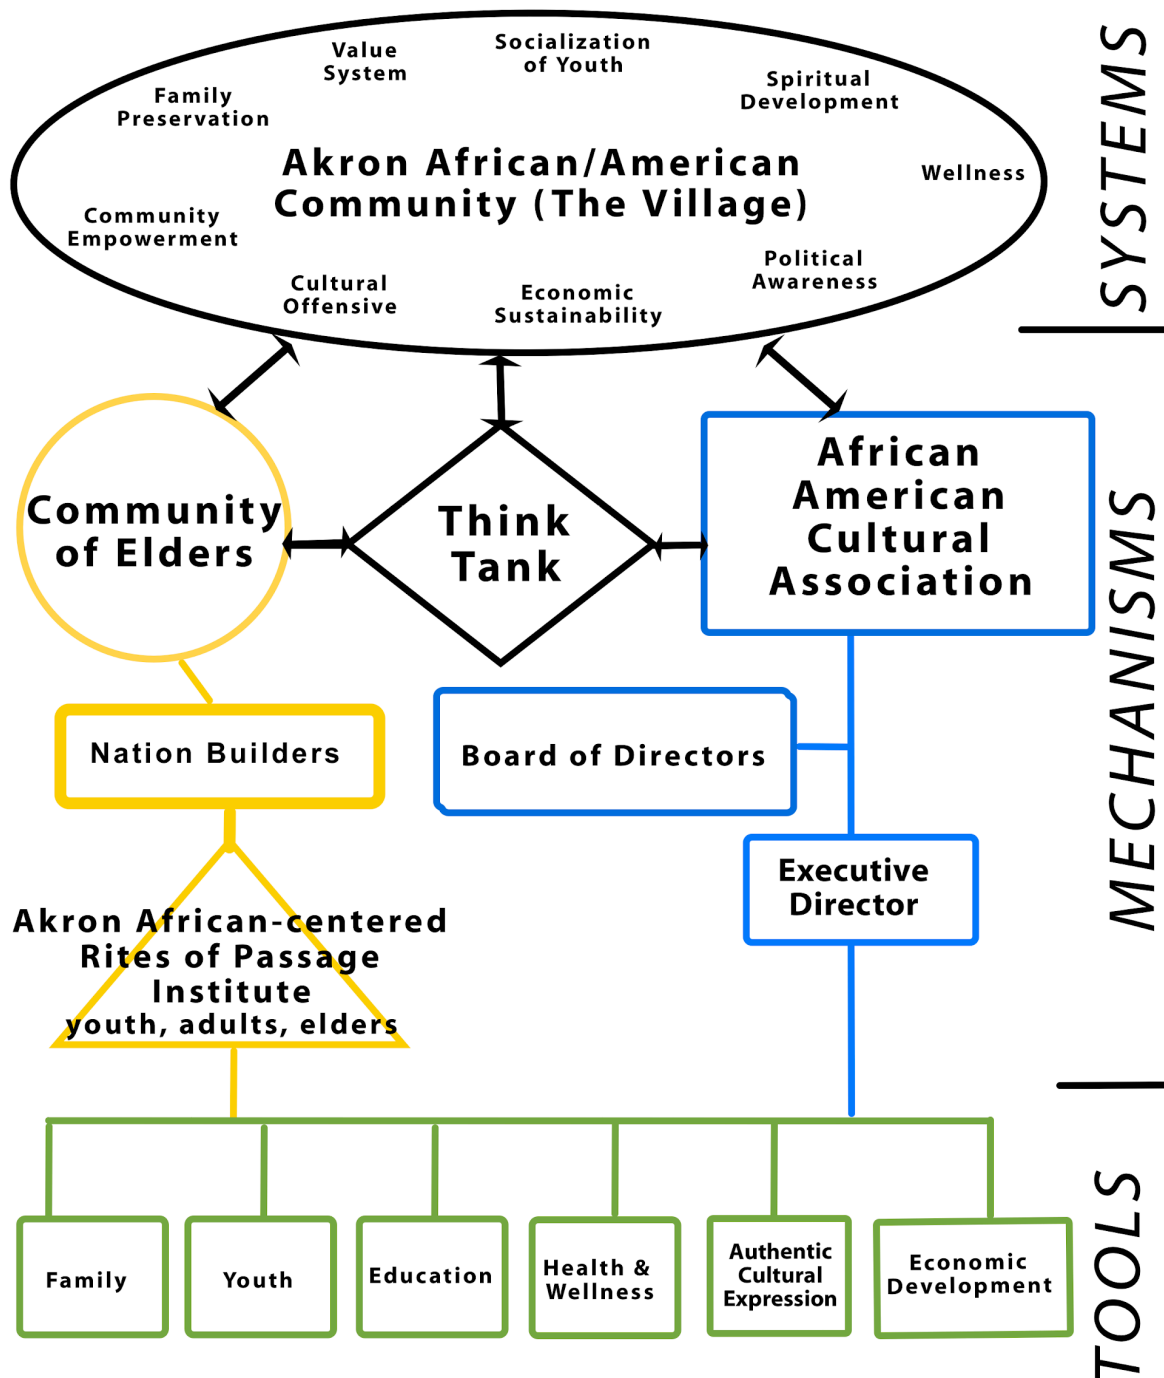 Value
System
Socialization
of Youth
Family
Preservation
Spiritual
Development
Akron African/American
Community (The Village)
Wellness
Community
Empowerment
Cultural
Offensive
Economic
Sustainability
Political
Awareness
SYSTEMS
Community
of Elders
Think
Tank
African
American
Cultural
Association
Nation Builders
Board of Directors
Executive
Director
Akron African-centered
Rites of Passage
Institute
youth, adults, elders
MECHANISMS
Family
Youth
Education
Health &
Wellness
Authentic
Cultural
Expression
Economic
Development
TOOLS